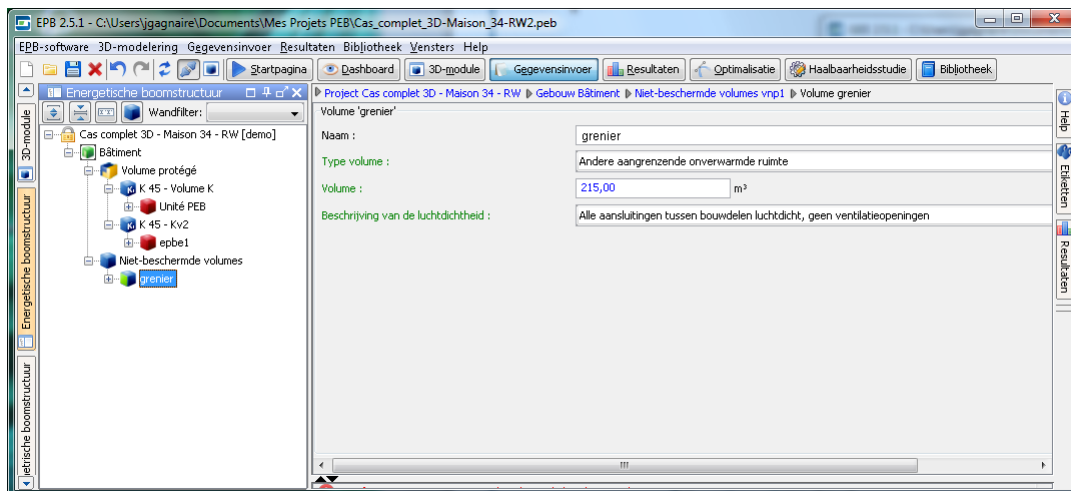 EPB 2.5.1 - C:\Users\jgagnaire\Documents\Mes Projets PEB\Cas_complet_3D-Maison_34-RW2.peb
EPB-software 3D-modelering Gegevensinvoer Resultaten Bibliotheek Vensters Help
Startpagina Dashboard 3D-module Gegevensinvoer Resultaten Optimalisatie Haalbaarheidsstudie Bibliotheek
3D-module
Energetische boomstructuur
etrische boomstructuur
Energetische boomstructuur
Wandfilter:
Cas complet 3D - Maison 34 - RW [demo]
Bâtiment
Volume protégé
K 45 - Volume K
Unité PEB
K 45 - Kv2
epbe1
Niet-beschermde volumes
grenier
Project Cas complet 3D - Maison 34 - RW Gebouw Bâtiment Niet-beschermde volumes vnp1 Volume grenier
Volume 'grenier'
Naam : grenier
Type volume : Andere aangrenzende onverwarmde ruimte
Volume : 215,00 m³
Beschrijving van de luchtdichtheid : Alle aansluitingen tussen bouwdelen luchtdicht, geen ventilatieopeningen
Help
Etiketten
Resultaten